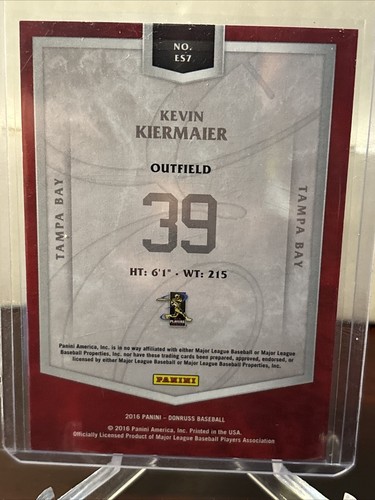 NO.
ES7
KEVIN
KIERMAIER
OUTFIELD
TAMPA BAY
39
TAMPA BAY
HT: 6'1" · WT: 215
PLAYERS
Panini America, Inc. is in no way affiliated with either Major League Baseball or Major League
Baseball Properties, Inc. nor have these trading cards been prepared, approved, endorsed, or
licensed by either Major League Baseball or Major League Baseball Properties, Inc.
PANINI
2016 PANINI - DONRUSS BASEBALL
© 2016 Panini America, Inc. Printed in the USA.
Officially Licensed Product of Major League Baseball Players Association